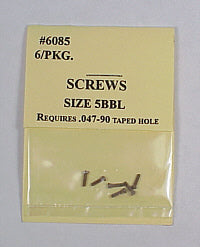 #6085
6/PKG.
SCREWS
SIZE 5BBL
REQUIRES .047-90 TAPED HOLE